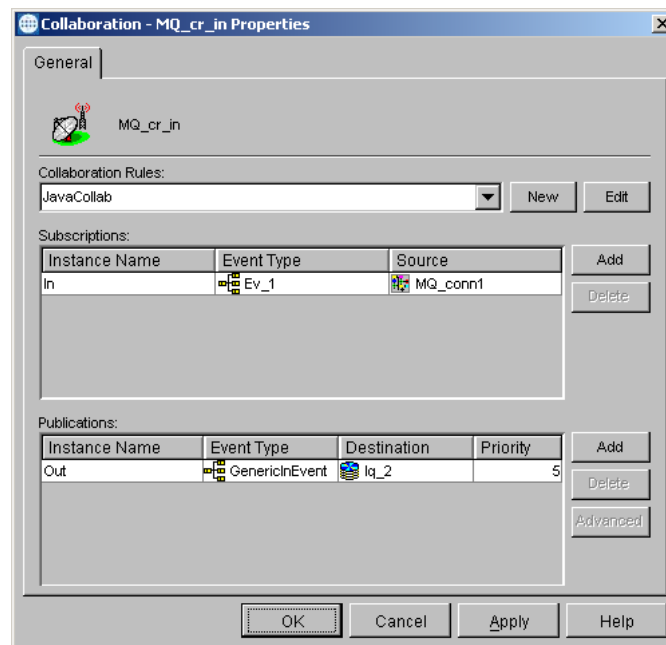 Collaboration - MQ_cr_in Properties
General
MQ_cr_in
Collaboration Rules:
JavaCollab New Edit
Subscriptions:
Instance Name Event Type Source Add
In Ev_1 MQ_conn1
Delete
Publications:
Instance Name Event Type Destination Priority Add
Out GenericInEvent Iq_2 5
Delete
Advanced
OK Cancel Apply Help